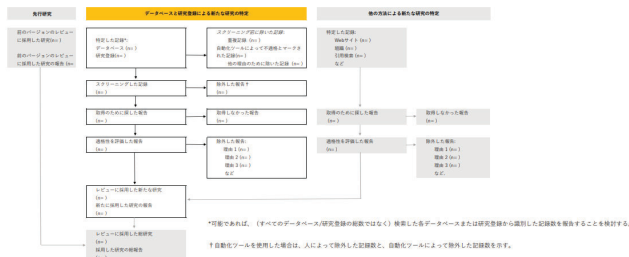 先行研究
データベースと研究登録による新たな研究の特定
他の方法による新たな研究の特定
前のバージョンのレビュー
に採用した研究(n= )
前のバージョンのレビュー
に採用した研究の報告 (n=
特定した記録*:
データベース (n= )
研究登録(n= )
スクリーニング前に除いた記録:
重複記録 (n= )
自動化ツールによって不適格とマークさ
れた記録(n= )
他の理由のために除いた記録 (n= )
特定した記録:
Webサイト (n= )
組織 (n= )
引用検索 (n= )
など
スクリーニングした記録
(n= )
除外した記録†
(n= )
取得のために探した報告
(n= )
取得しなかった報告
(n= )
取得のために探した報告
(n= )
取得しなかった報告
(n= )
適格性を評価した報告
(n= )
除外した報告:
理由 1 (n= )
理由 2 (n= )
理由 3 (n= )
など
適格性を評価した報告
(n= )
除外した報告:
理由 1 (n= )
理由 2 (n= )
理由 3 (n= )
など
レビューに採用した新たな研究
(n= )
新たに採用した研究の報告
(n= )
レビューに採用した総研究
(n= )
採用した研究の総報告
(n= )
*可能であれば、（すべてのデータベース/研究登録の総数ではなく）検索した各データベースまたは研究登録から識別した記録数を報告することを検討する。
†自動化ツールを使用した場合は、人によって除外した記録数と、自動化ツールによって除外した記録数を示す。